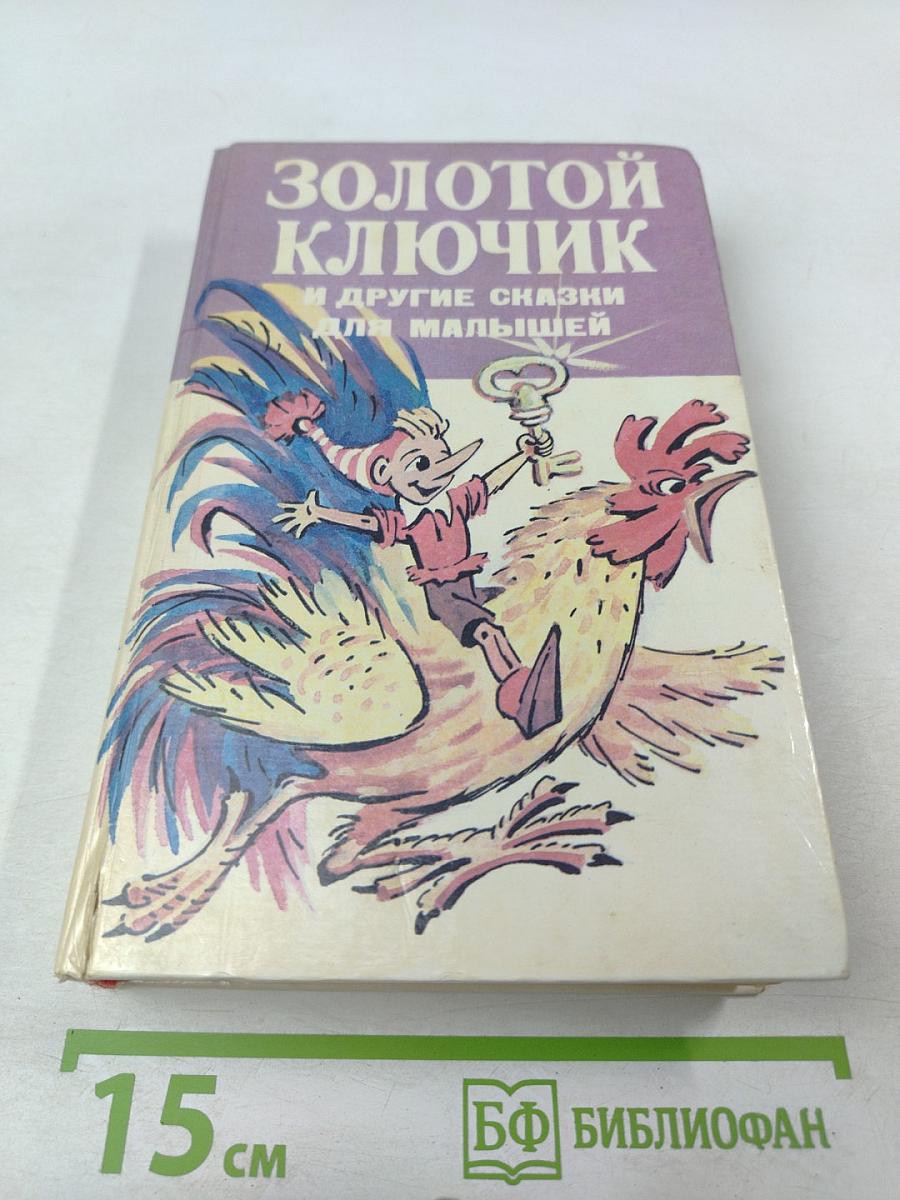 ЗОЛОТОЙ
КЛЮЧИК
И ДРУГИЕ СКАЗКИ
ДЛЯ МАЛЫШЕЙ
15 см
БФ БИБЛИОФАН